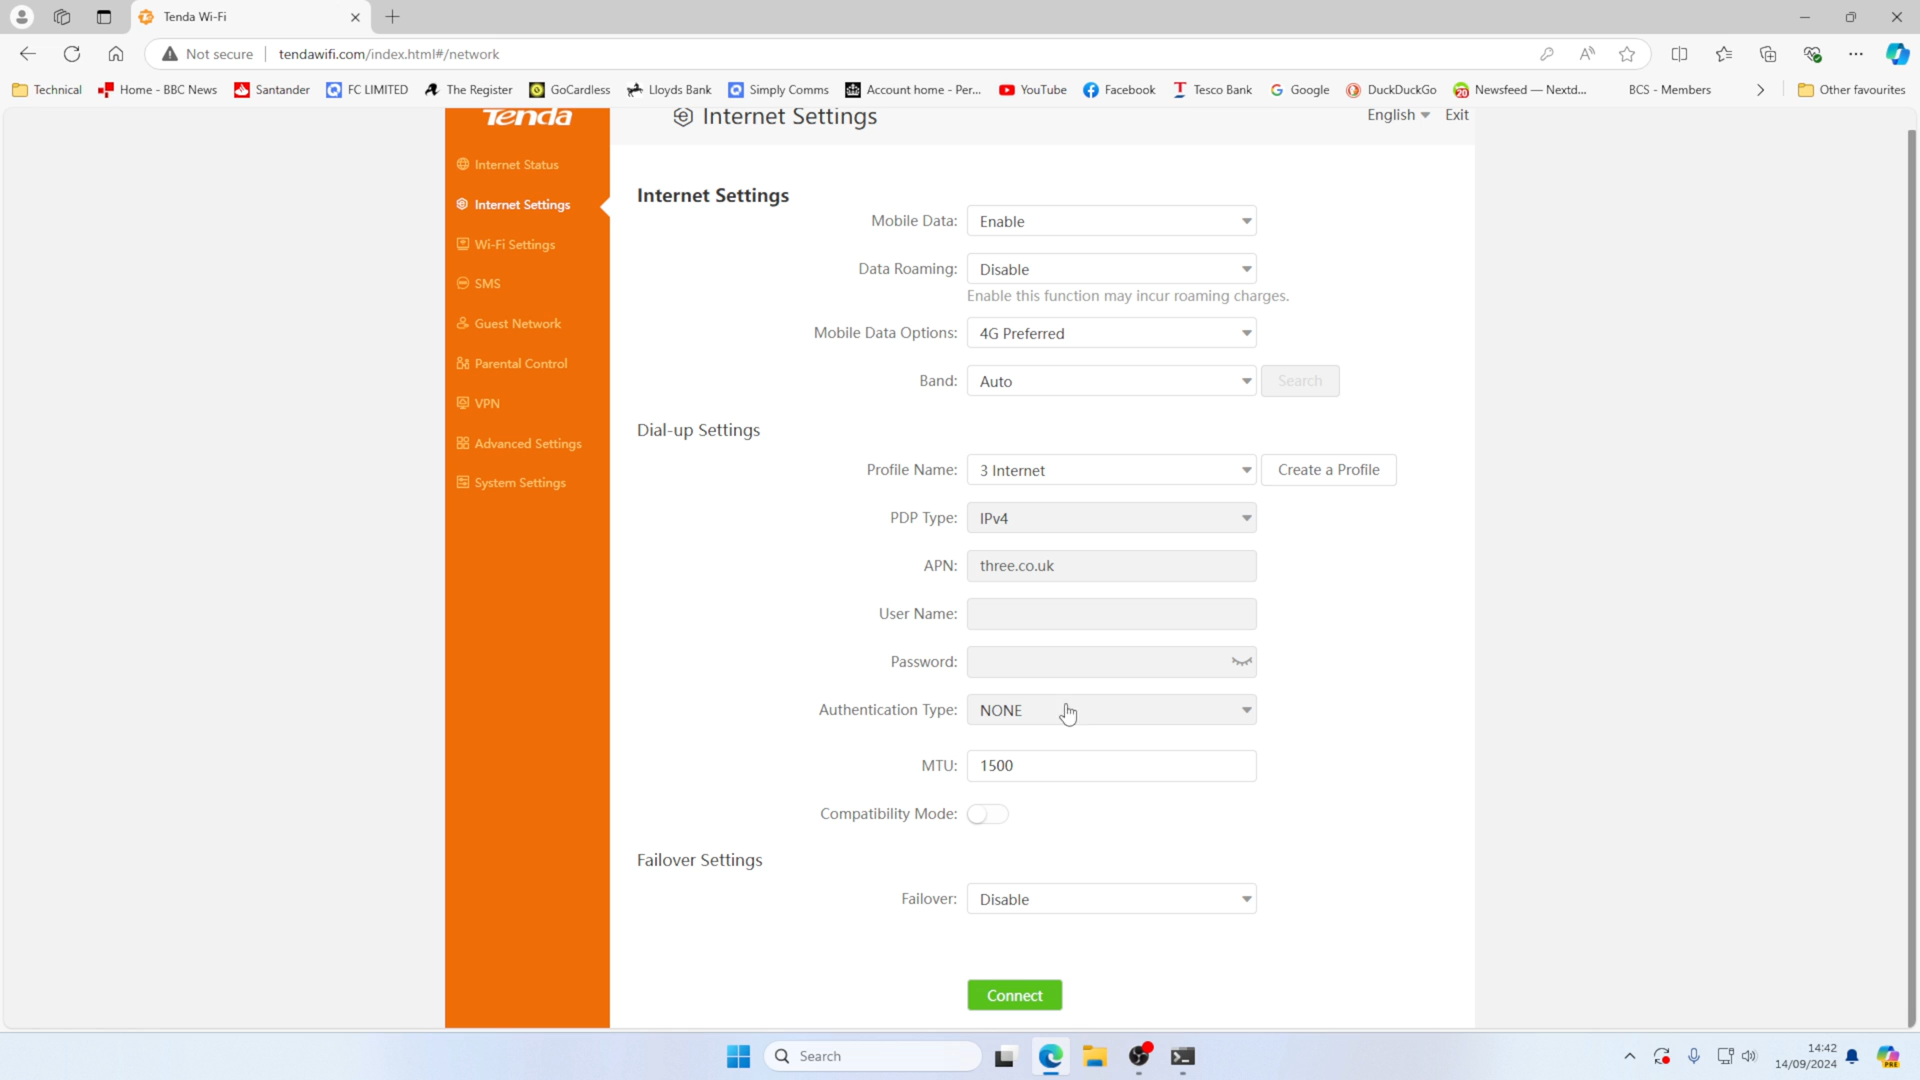 Tenda Wi-Fi
Not secure
tendawifi.com/index.html#/network
Technical
Home - BBC News
Santander
FC LIMITED
The Register
GoCardless
Lloyds Bank
Simply Comms
Account home - Per...
YouTube
Facebook
Tesco Bank
Google
DuckDuckGo
Newsfeed — Nextd...
BCS - Members
Other favourites
Tenda
Internet Settings
English
Exit
Internet Status
Internet Settings
Wi-Fi Settings
SMS
Guest Network
Parental Control
VPN
Advanced Settings
System Settings
Internet Settings
Mobile Data: Enable
Data Roaming: Disable
Enable this function may incur roaming charges.
Mobile Data Options: 4G Preferred
Band: Auto Search
Dial-up Settings
Profile Name: 3 Internet Create a Profile
PDP Type: IPv4
APN: three.co.uk
User Name:
Password:
Authentication Type: NONE
MTU: 1500
Compatibility Mode:
Failover Settings
Failover: Disable
Connect
Search
14:42
14/09/2024
PRE